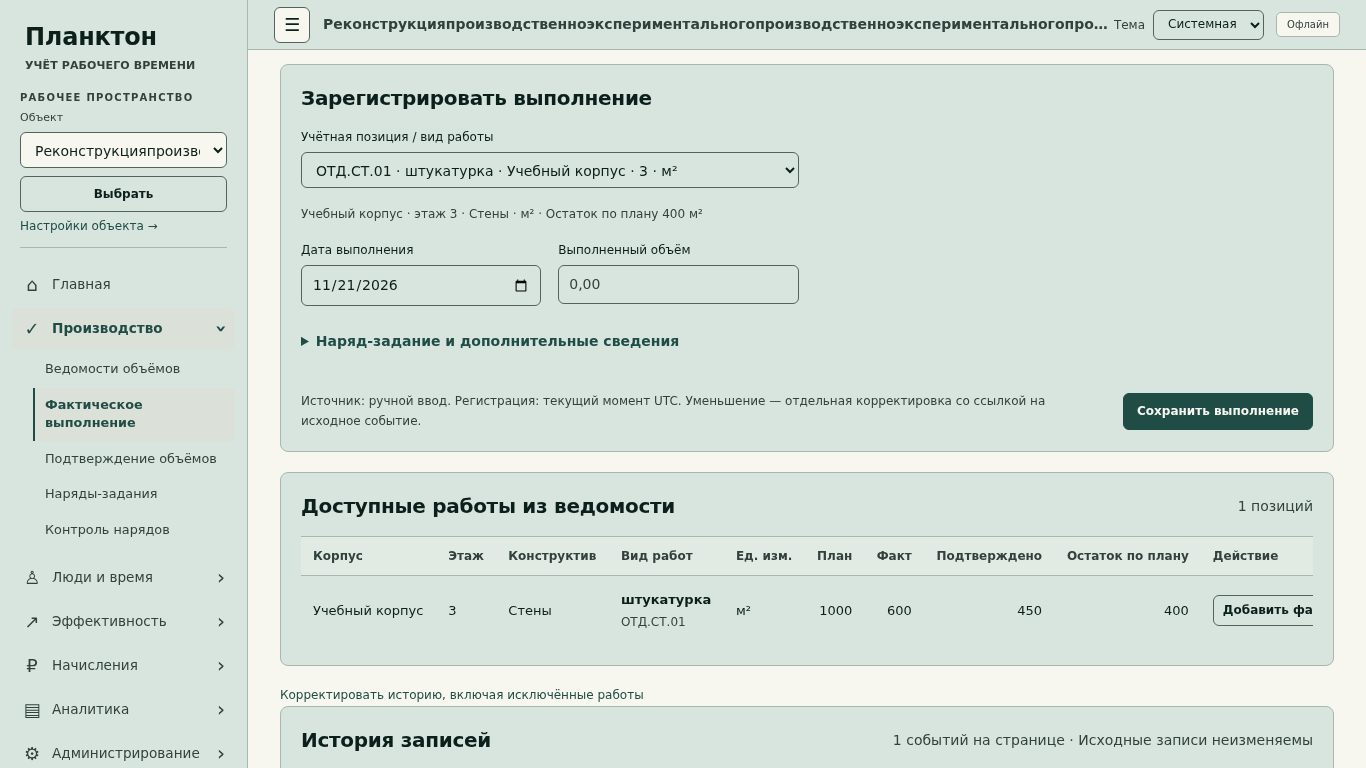 Планктон
УЧЁТ РАБОЧЕГО ВРЕМЕНИ
РАБОЧЕЕ ПРОСТРАНСТВО
Объект
Реконструкцияпроизв
Выбрать
Настройки объекта →
⌂ Главная
✓ Производство
Ведомости объёмов
Фактическое
выполнение
Подтверждение объёмов
Наряды-задания
Контроль нарядов
Люди и время
Эффективность
₽ Начисления
Аналитика
Администрирование
☰ Реконструкцияпроизводственноэкспериментальногопроизводственноэкспериментальногопро… Тема Системная Офлайн
Зарегистрировать выполнение
Учётная позиция / вид работы
ОТД.СТ.01 · штукатурка · Учебный корпус · 3 · м²
Учебный корпус · этаж 3 · Стены · м² · Остаток по плану 400 м²
Дата выполнения Выполненный объём
11/21/2026 0,00
Наряд-задание и дополнительные сведения
Источник: ручной ввод. Регистрация: текущий момент UTC. Уменьшение — отдельная корректировка со ссылкой на
исходное событие.
Сохранить выполнение
Доступные работы из ведомости 1 позиций
Корпус Этаж Конструктив Вид работ Ед. изм. План Факт Подтверждено Остаток по плану Действие
Учебный корпус 3 Стены штукатурка м² 1000 600 450 400 Добавить фа
ОТД.СТ.01
Корректировать историю, включая исключённые работы
История записей 1 событий на странице · Исходные записи неизменяемы